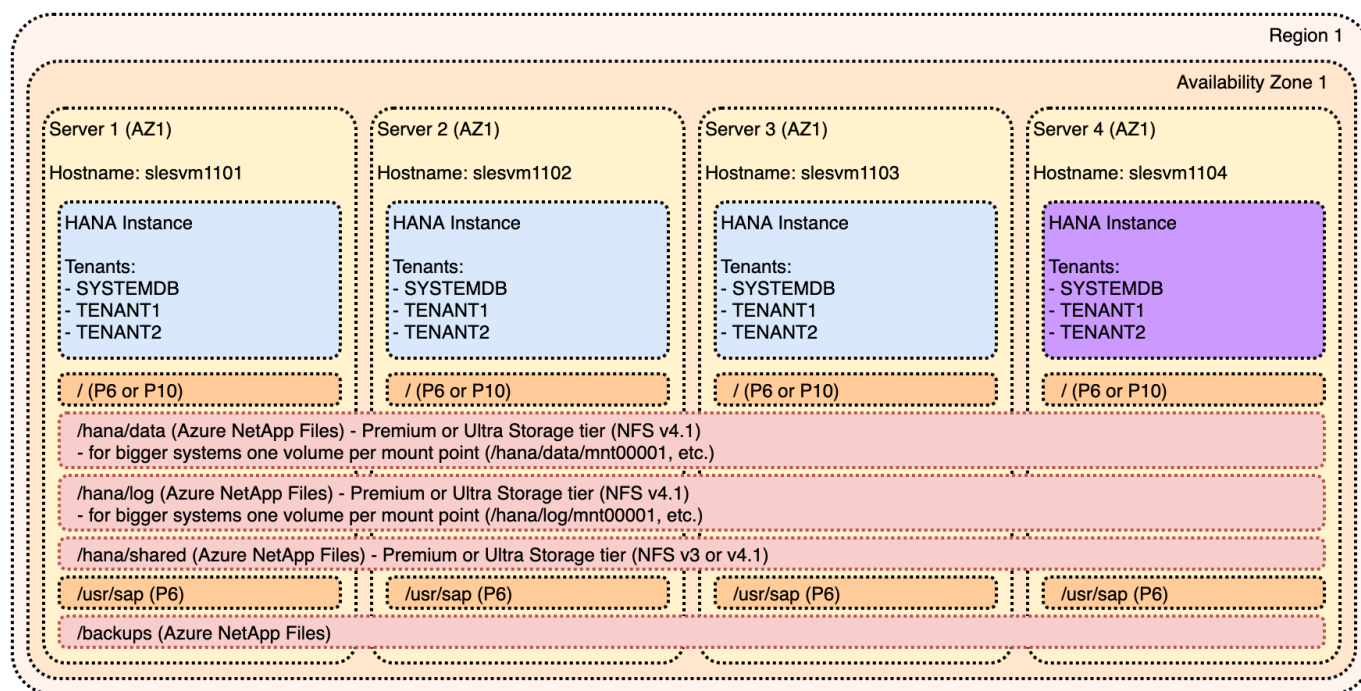 Region 1
Availability Zone 1
Server 1 (AZ1)
Hostname: slesvm1101
HANA Instance
Tenants:
- SYSTEMDB
- TENANT1
- TENANT2
/ (P6 or P10)
Server 2 (AZ1)
Hostname: slesvm1102
HANA Instance
Tenants:
- SYSTEMDB
- TENANT1
- TENANT2
/ (P6 or P10)
Server 3 (AZ1)
Hostname: slesvm1103
HANA Instance
Tenants:
- SYSTEMDB
- TENANT1
- TENANT2
/ (P6 or P10)
Server 4 (AZ1)
Hostname: slesvm1104
HANA Instance
Tenants:
- SYSTEMDB
- TENANT1
- TENANT2
/ (P6 or P10)
/hana/data (Azure NetApp Files) - Premium or Ultra Storage tier (NFS v4.1)
- for bigger systems one volume per mount point (/hana/data/mnt00001, etc.)
/hana/log (Azure NetApp Files) - Premium or Ultra Storage tier (NFS v4.1)
- for bigger systems one volume per mount point (/hana/log/mnt00001, etc.)
/hana/shared (Azure NetApp Files) - Premium or Ultra Storage tier (NFS v3 or v4.1)
/usr/sap (P6)
/usr/sap (P6)
/usr/sap (P6)
/usr/sap (P6)
/backups (Azure NetApp Files)